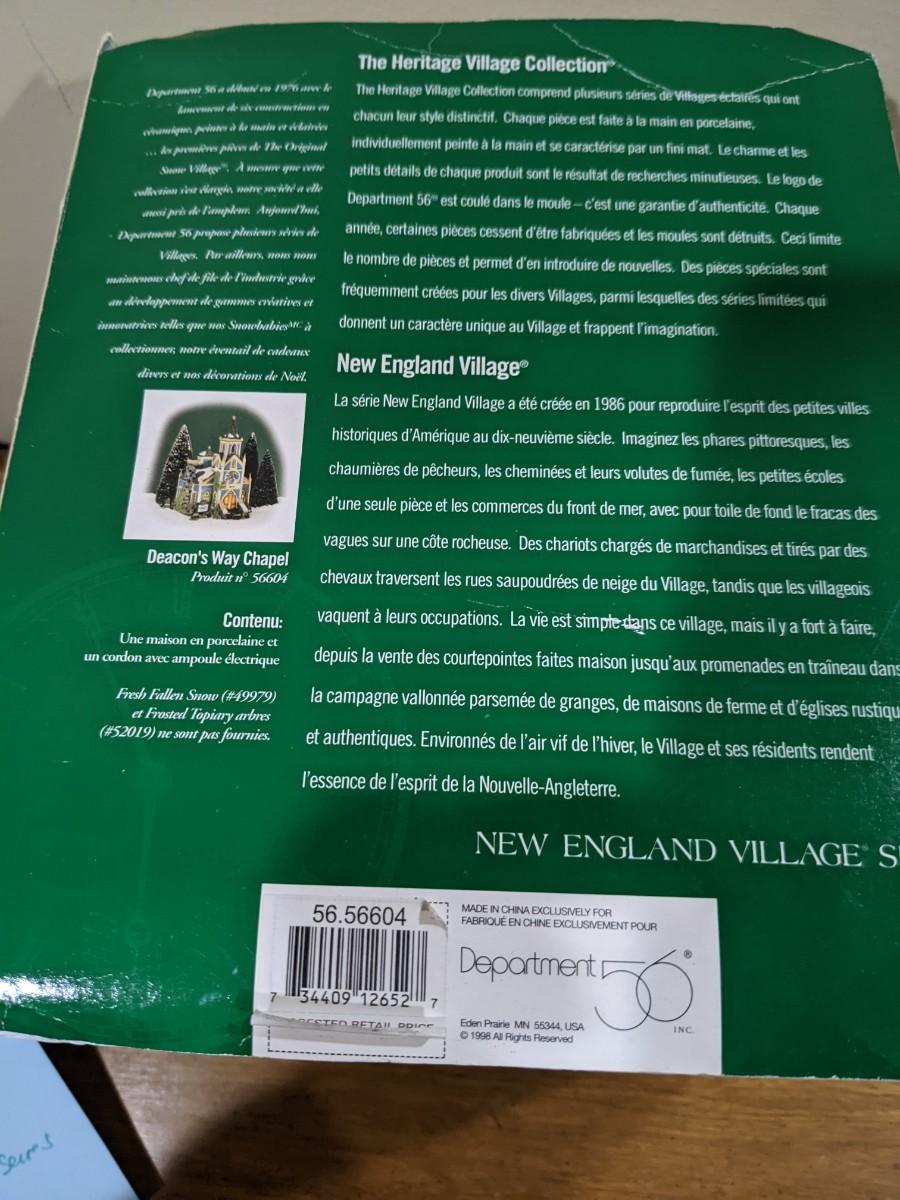 Department 56 a débuté en 1976 avec le
lancement de six constructions en
céramique, peintes à la main et éclairées
... les premières pièces de The Original
Snow Village™. À mesure que cette
collection s'est élargie, notre société a elle
aussi pris de l'ampleur. Aujourd'hui,
Department 56 propose plusieurs séries de
Villages. Par ailleurs, nous nous
maintenons chef de file de l'industrie grâce
au développement de gammes créatives et
innovatrices telles que nos Snowbabiesᴹᶜ à
collectionner, notre éventail de cadeaux
divers et nos décorations de Noël.
Deacon's Way Chapel
Produit n° 56604
Contenu:
Une maison en porcelaine et
un cordon avec ampoule électrique
Fresh Fallen Snow (#49979)
et Frosted Topiary arbres
(#52019) ne sont pas fournies.
The Heritage Village Collection®
The Heritage Village Collection comprend plusieurs séries de Villages éclairés qui ont
chacun leur style distinctif. Chaque pièce est faite à la main en porcelaine,
individuellement peinte à la main et se caractérise par un fini mat. Le charme et les
petits détails de chaque produit sont le résultat de recherches minutieuses. Le logo de
Department 56™ est coulé dans le moule – c'est une garantie d'authenticité. Chaque
année, certaines pièces cessent d'être fabriquées et les moules sont détruits. Ceci limite
le nombre de pièces et permet d'en introduire de nouvelles. Des pièces spéciales sont
fréquemment créées pour les divers Villages, parmi lesquelles des séries limitées qui
donnent un caractère unique au Village et frappent l'imagination.
New England Village®
La série New England Village a été créée en 1986 pour reproduire l'esprit des petites villes
historiques d'Amérique au dix-neuvième siècle. Imaginez les phares pittoresques, les
chaumières de pêcheurs, les cheminées et leurs volutes de fumée, les petites écoles
d'une seule pièce et les commerces du front de mer, avec pour toile de fond le fracas des
vagues sur une côte rocheuse. Des chariots chargés de marchandises et tirés par des
chevaux traversent les rues saupoudrées de neige du Village, tandis que les villageois
vaquent à leurs occupations. La vie est simple dans ce village, mais il y a fort à faire,
depuis la vente des courtepointes faites maison jusqu'aux promenades en traîneau dans
la campagne vallonnée parsemée de granges, de maisons de ferme et d'églises rustiqu
et authentiques. Environnés de l'air vif de l'hiver, le Village et ses résidents rendent
l'essence de l'esprit de la Nouvelle-Angleterre.
NEW ENGLAND VILLAGE® S
56.56604
7 34409 12652 7
ESTED RETAIL PRICE
MADE IN CHINA EXCLUSIVELY FOR
FABRIQUÉ EN CHINE EXCLUSIVEMENT POUR
Department 56®
INC.
Eden Prairie MN 55344, USA
© 1998 All Rights Reserved